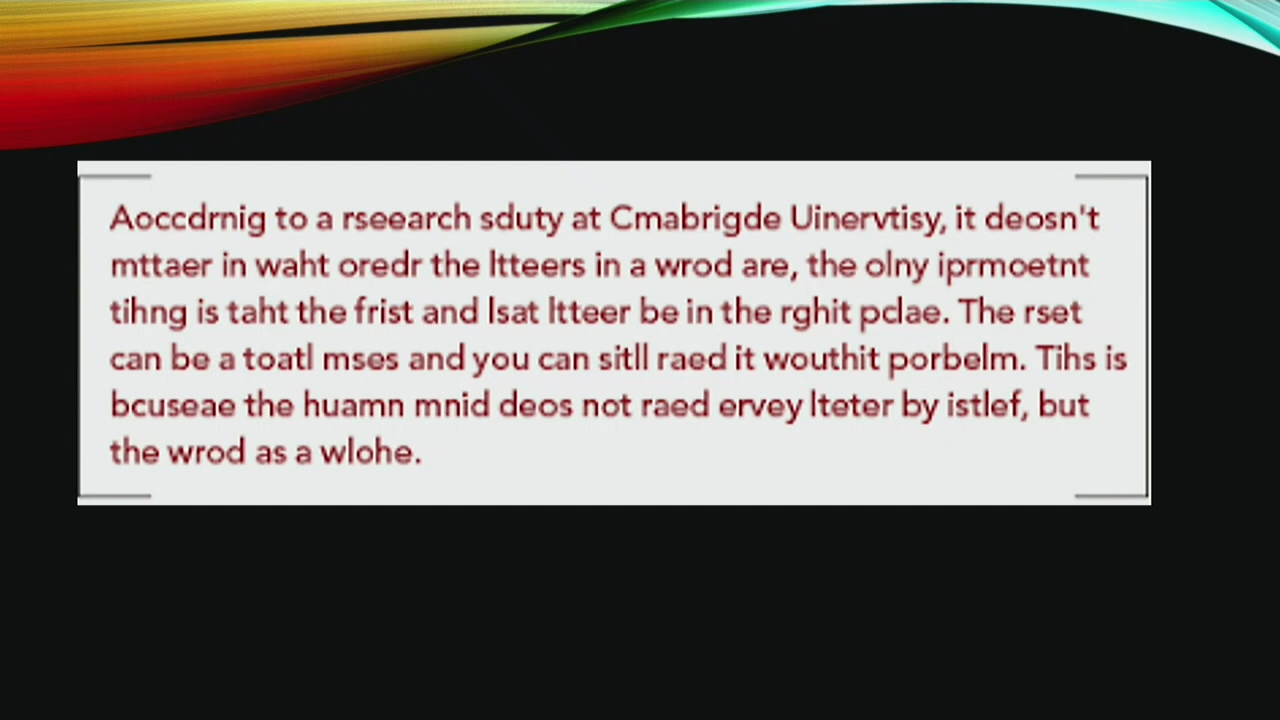 Aoccdrnig to a rseearch sduty at Cmabrigde Uinervtisy, it deosn't
mttaer in waht oredr the ltteers in a wrod are, the olny iprmoetnt
tihng is taht the frist and lsat ltteer be in the rghit pclae. The rset
can be a toatl mses and you can sitll raed it wouthit porbelm. Tihs is
bcuseae the huamn mnid deos not raed ervey lteter by istlef, but
the wrod as a wlohe.